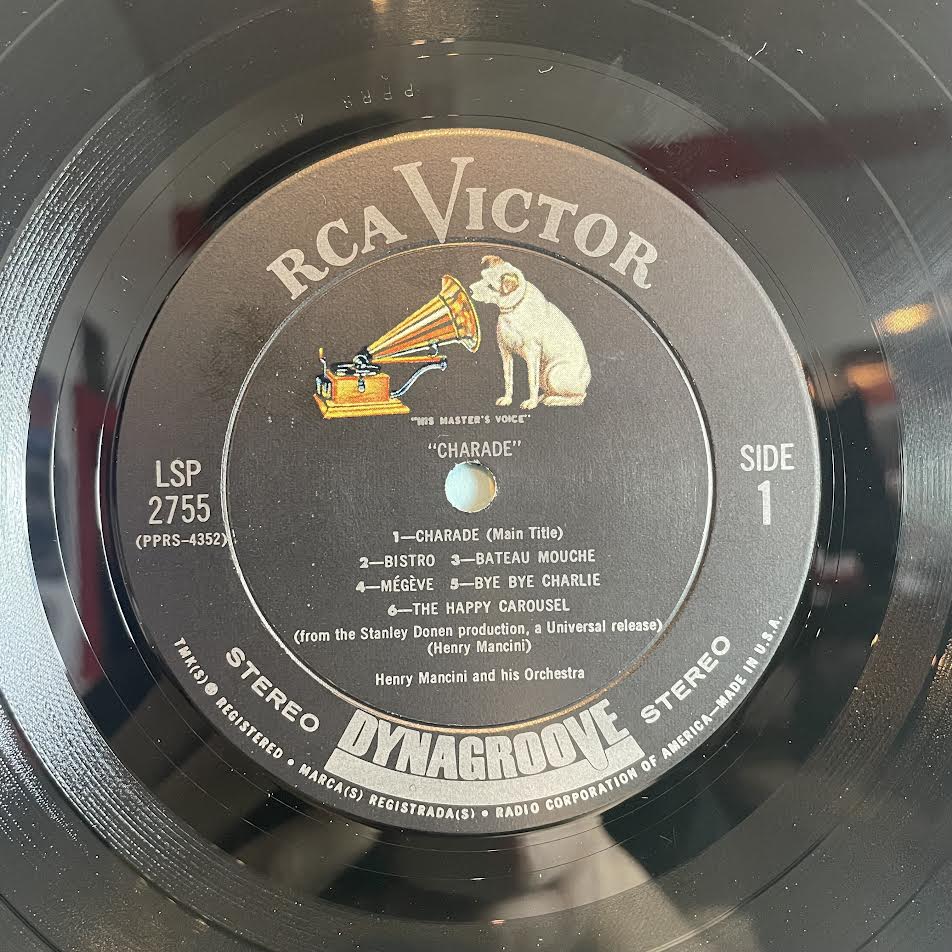 RCA VICTOR
"HIS MASTER'S VOICE"
"CHARADE"
LSP
2755
(PPRS-4352)
SIDE
1
1—CHARADE (Main Title)
2—BISTRO 3—BATEAU MOUCHE
4—MÉGÈVE 5—BYE BYE CHARLIE
6—THE HAPPY CAROUSEL
(from the Stanley Donen production, a Universal release)
(Henry Mancini)
Henry Mancini and his Orchestra
STEREO
DYNAGROOVE
STEREO
TMK(S) ® REGISTERED • MARCA(S) REGISTRADA(S) • RADIO CORPORATION OF AMERICA—MADE IN U.S.A.